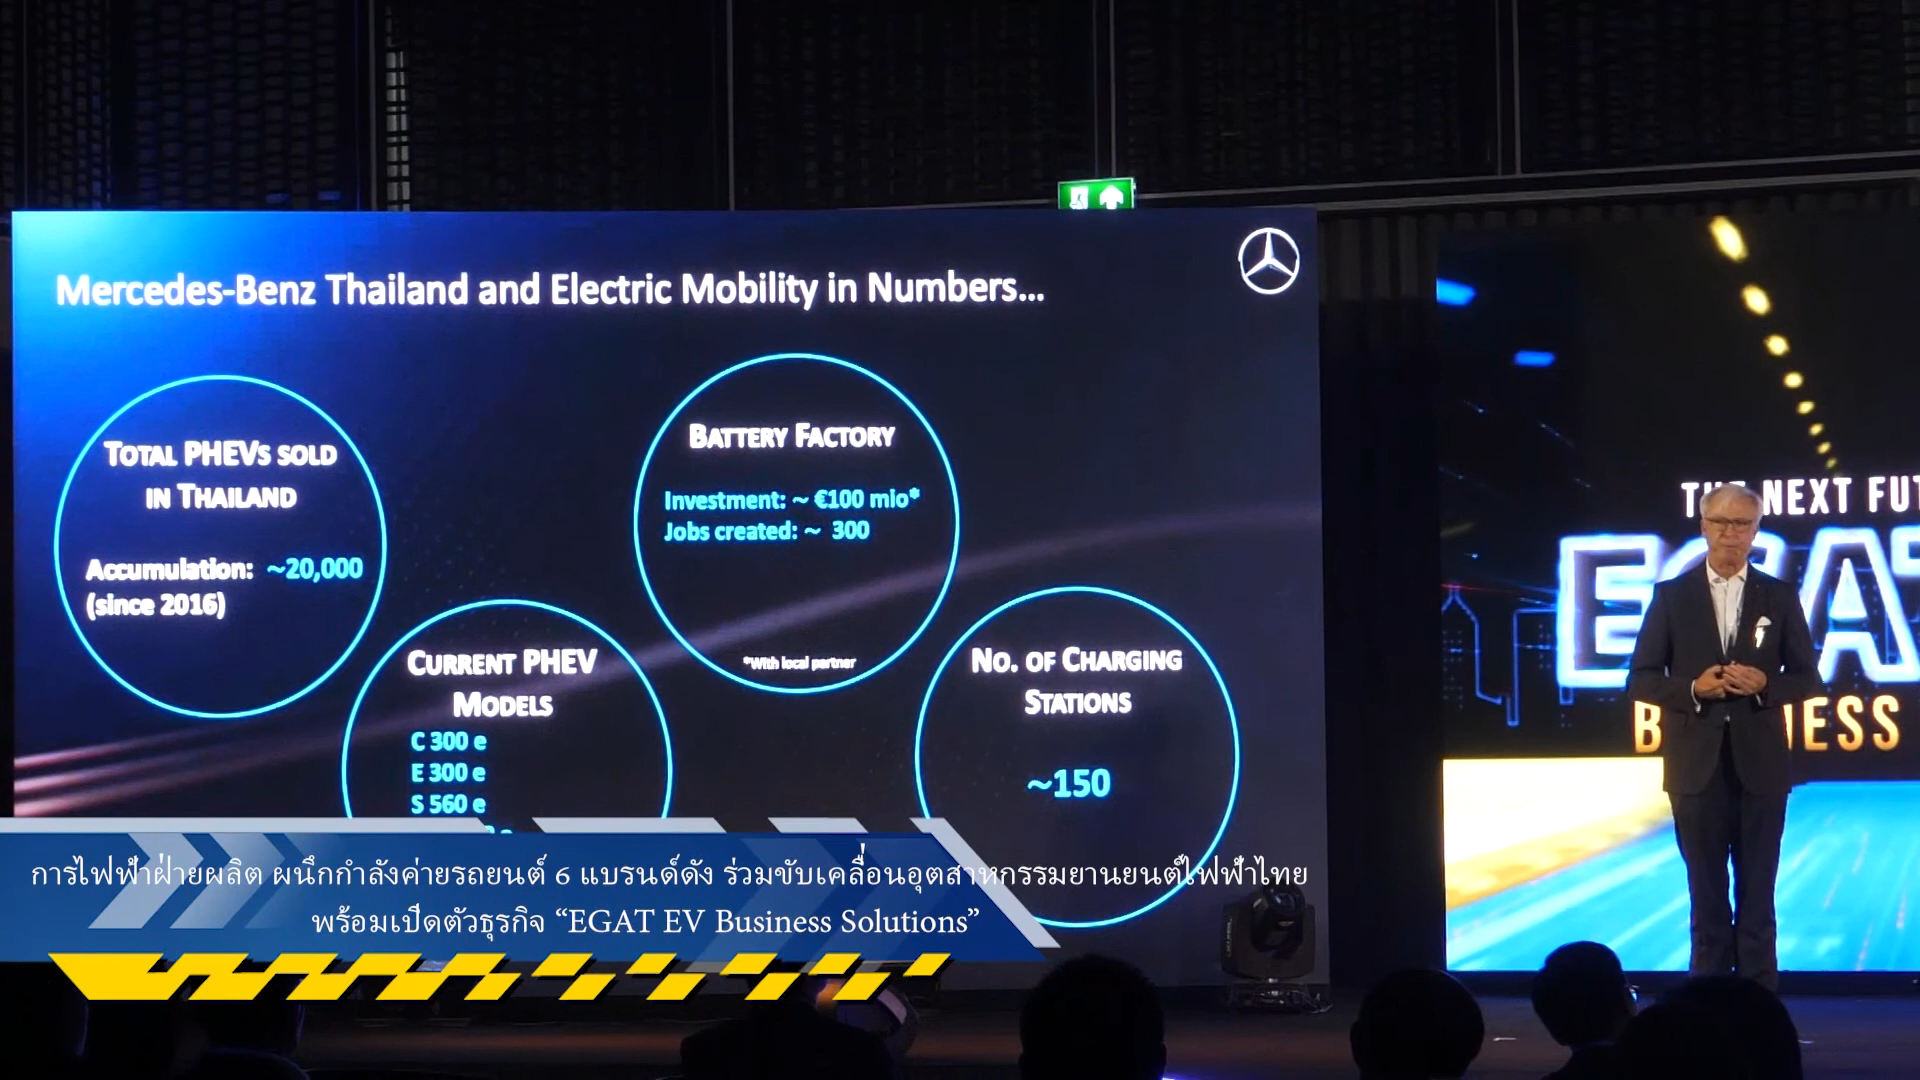 Mercedes-Benz Thailand and Electric Mobility in Numbers...
TOTAL PHEVS SOLD
IN THAILAND
Accumulation: ~20,000
(since 2016)
CURRENT PHEV
MODELS
C 300 e
E 300 e
S 560 e
BATTERY FACTORY
Investment: ~ €100 mio*
Jobs created: ~ 300
*With local partner
NO. OF CHARGING
STATIONS
~150
NEXT
EGAT
การไฟฟ้าฝ่ายผลิต ผนึกกำลังค่ายรถยนต์ 6 แบรนด์ดัง ร่วมขับเคลื่อนอุตสาหกรรมยานยนต์ไฟฟ้าไทย
พร้อมเปิดตัวธุรกิจ “EGAT EV Business Solutions”